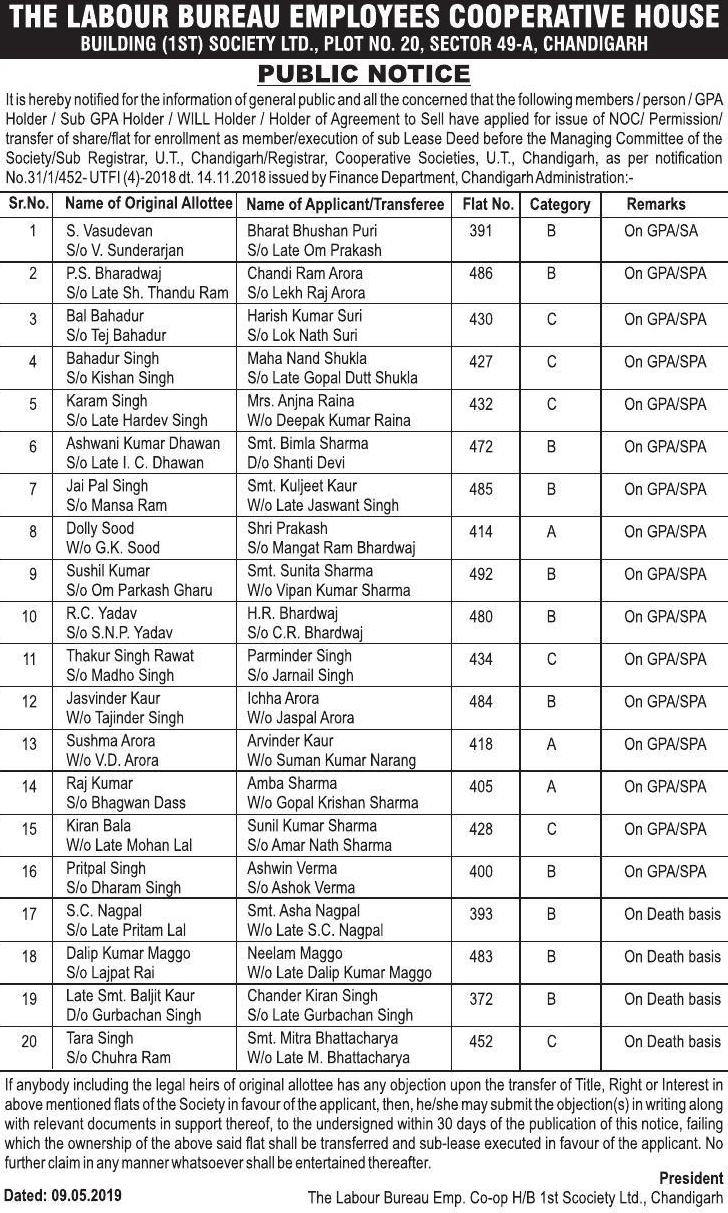 THE LABOUR BUREAU EMPLOYEES COOPERATIVE HOUSE
BUILDING (1ST) SOCIETY LTD., PLOT NO. 20, SECTOR 49-A, CHANDIGARH
PUBLIC NOTICE
It is hereby notified for the information of general public and all the concerned that the following members / person / GPA
Holder / Sub GPA Holder / WILL Holder / Holder of Agreement to Sell have applied for issue of NOC/ Permission/
transfer of share/flat for enrollment as member/execution of sub Lease Deed before the Managing Committee of the
Society/Sub Registrar, U.T., Chandigarh/Registrar, Cooperative Societies, U.T., Chandigarh, as per notification
No.31/1/452- UTFI (4)-2018 dt. 14.11.2018 issued by Finance Department, Chandigarh Administration:-
Sr.No. Name of Original Allottee Name of Applicant/Transferee Flat No. Category Remarks
1 S. Vasudevan Bharat Bhushan Puri 391 B On GPA/SA
S/o V. Sunderarjan S/o Late Om Prakash
2 P.S. Bharadwaj Chandi Ram Arora 486 B On GPA/SPA
S/o Late Sh. Thandu Ram S/o Lekh Raj Arora
3 Bal Bahadur Harish Kumar Suri 430 C On GPA/SPA
S/o Tej Bahadur S/o Lok Nath Suri
4 Bahadur Singh Maha Nand Shukla 427 C On GPA/SPA
S/o Kishan Singh S/o Late Gopal Dutt Shukla
5 Karam Singh Mrs. Anjna Raina 432 C On GPA/SPA
S/o Late Hardev Singh W/o Deepak Kumar Raina
6 Ashwani Kumar Dhawan Smt. Bimla Sharma 472 B On GPA/SPA
S/o Late I. C. Dhawan D/o Shanti Devi
7 Jai Pal Singh Smt. Kuljeet Kaur 485 B On GPA/SPA
S/o Mansa Ram W/o Late Jaswant Singh
8 Dolly Sood Shri Prakash 414 A On GPA/SPA
W/o G.K. Sood S/o Mangat Ram Bhardwaj
9 Sushil Kumar Smt. Sunita Sharma 492 B On GPA/SPA
S/o Om Parkash Gharu W/o Vipan Kumar Sharma
10 R.C. Yadav H.R. Bhardwaj 480 B On GPA/SPA
S/o S.N.P. Yadav S/o C.R. Bhardwaj
11 Thakur Singh Rawat Parminder Singh 434 C On GPA/SPA
S/o Madho Singh S/o Jarnail Singh
12 Jasvinder Kaur Ichha Arora 484 B On GPA/SPA
W/o Tajinder Singh W/o Jaspal Arora
13 Sushma Arora Arvinder Kaur 418 A On GPA/SPA
W/o V.D. Arora W/o Suman Kumar Narang
14 Raj Kumar Amba Sharma 405 A On GPA/SPA
S/o Bhagwan Dass W/o Gopal Krishan Sharma
15 Kiran Bala Sunil Kumar Sharma 428 C On GPA/SPA
W/o Late Mohan Lal S/o Amar Nath Sharma
16 Pritpal Singh Ashwin Verma 400 B On GPA/SPA
S/o Dharam Singh S/o Ashok Verma
17 S.C. Nagpal Smt. Asha Nagpal 393 B On Death basis
S/o Late Pritam Lal W/o Late S.C. Nagpal
18 Dalip Kumar Maggo Neelam Maggo 483 B On Death basis
S/o Lajpat Rai W/o Late Dalip Kumar Maggo
19 Late Smt. Baljit Kaur Chander Kiran Singh 372 B On Death basis
D/o Gurbachan Singh S/o Late Gurbachan Singh
20 Tara Singh Smt. Mitra Bhattacharya 452 C On Death basis
S/o Chuhra Ram W/o Late M. Bhattacharya
If anybody including the legal heirs of original allottee has any objection upon the transfer of Title, Right or Interest in
above mentioned flats of the Society in favour of the applicant, then, he/she may submit the objection(s) in writing along
with relevant documents in support thereof, to the undersigned within 30 days of the publication of this notice, failing
which the ownership of the above said flat shall be transferred and sub-lease executed in favour of the applicant. No
further claim in any manner whatsoever shall be entertained thereafter.
President
Dated: 09.05.2019 The Labour Bureau Emp. Co-op H/B 1st Scociety Ltd., Chandigarh